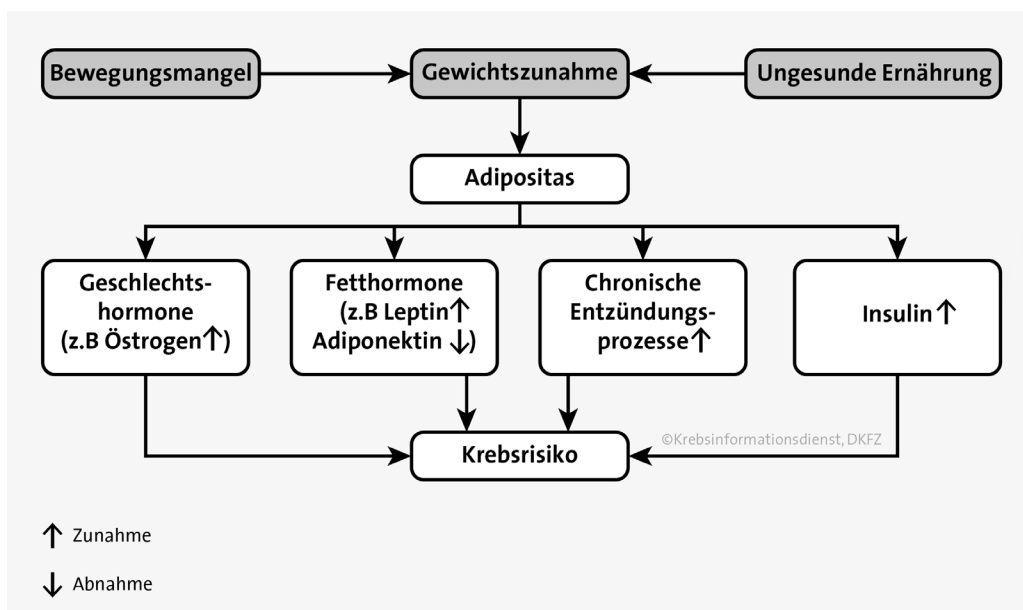 Bewegungsmangel
Gewichtszunahme
Ungesunde Ernährung
Adipositas
Geschlechts-
hormone
(z.B Östrogen↑)
Fetthormone
(z.B Leptin↑
Adiponektin ↓)
Chronische
Entzündungs-
prozesse↑
Insulin↑
©Krebsinformationsdienst, DKFZ
Krebsrisiko
↑ Zunahme
↓ Abnahme